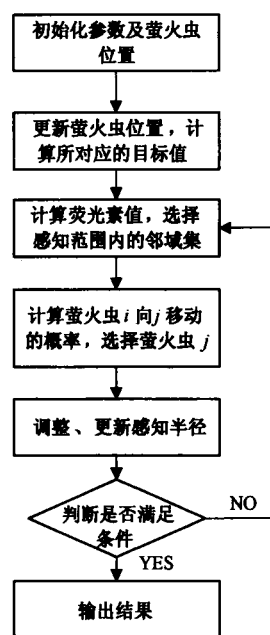 初始化参数及萤火虫
位置
更新萤火虫位置，计
算所对应的目标值
计算荧光素值，选择
感知范围内的邻域集
计算萤火虫i 向j 移动
的概率，选择萤火虫 j
调整、更新感知半径
判断是否满足
条件
NO
YES
输出结果